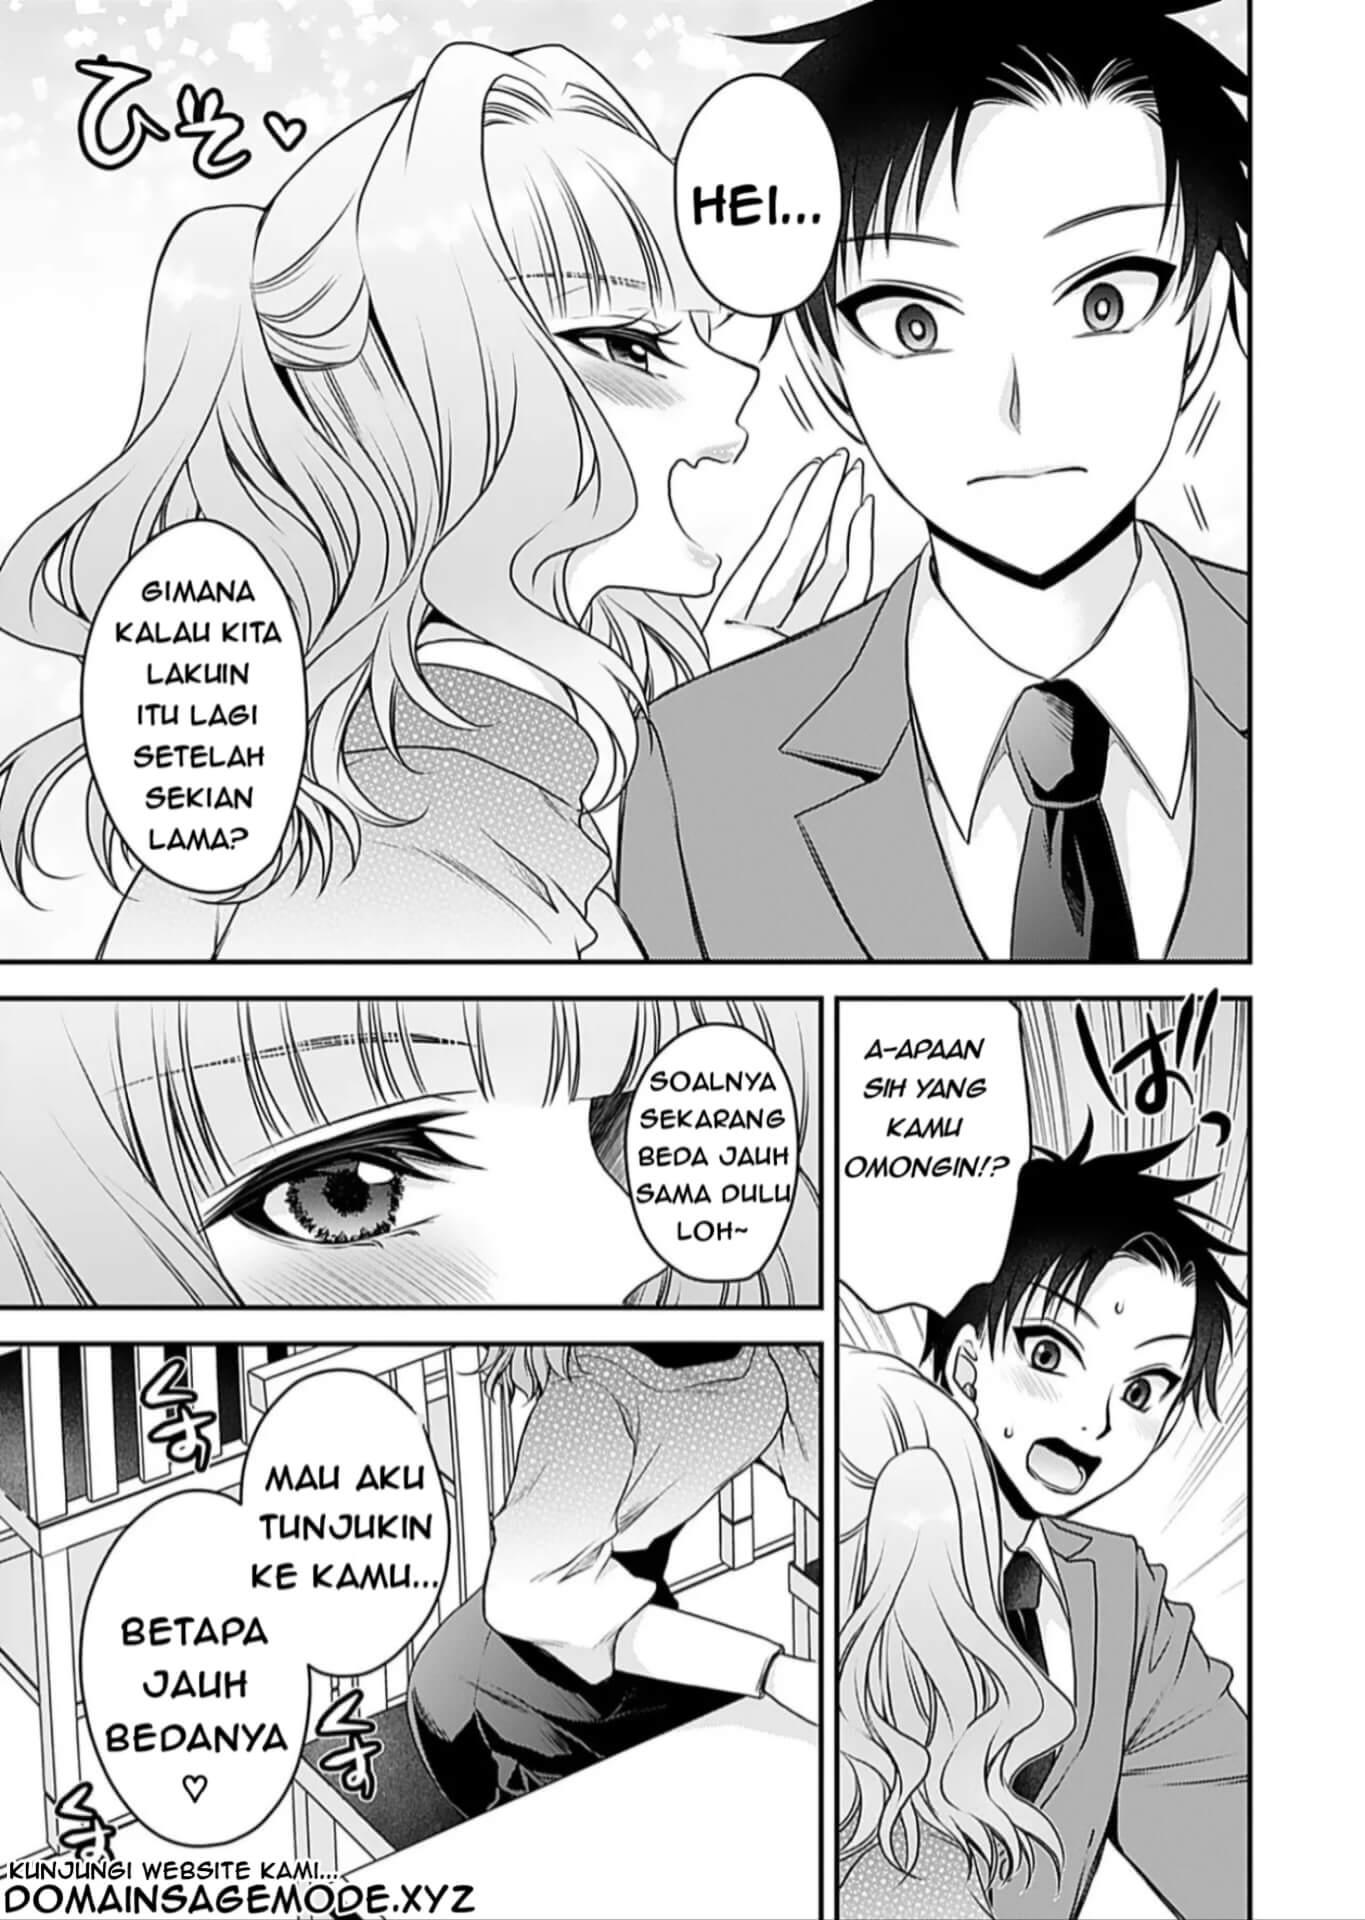 ひそ♡
HEI...
GIMANA
KALAU KITA
LAKUIN
ITU LAGI
SETELAH
SEKIAN
LAMA?
ばっ
A-APAAN
SIH YANG
KAMU
OMONGIN!?
SOALNYA
SEKARANG
BEDA JAUH
SAMA DULU
LOH~
くす
MAU AKU
TUNJUKIN
KE KAMU...
BETAPA
JAUH
BEDANYA
♡
くす
くす
KUNJUNGI WEBSITE KAMI...
DOMAINSAGEMODE.XYZ